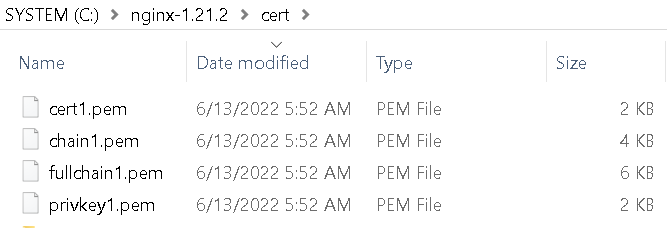 SYSTEM (C:) > nginx-1.21.2 > cert >
Name Date modified Type Size
cert1.pem 6/13/2022 5:52 AM PEM File 2 KB
chain1.pem 6/13/2022 5:52 AM PEM File 4 KB
fullchain1.pem 6/13/2022 5:52 AM PEM File 6 KB
privkey1.pem 6/13/2022 5:52 AM PEM File 2 KB